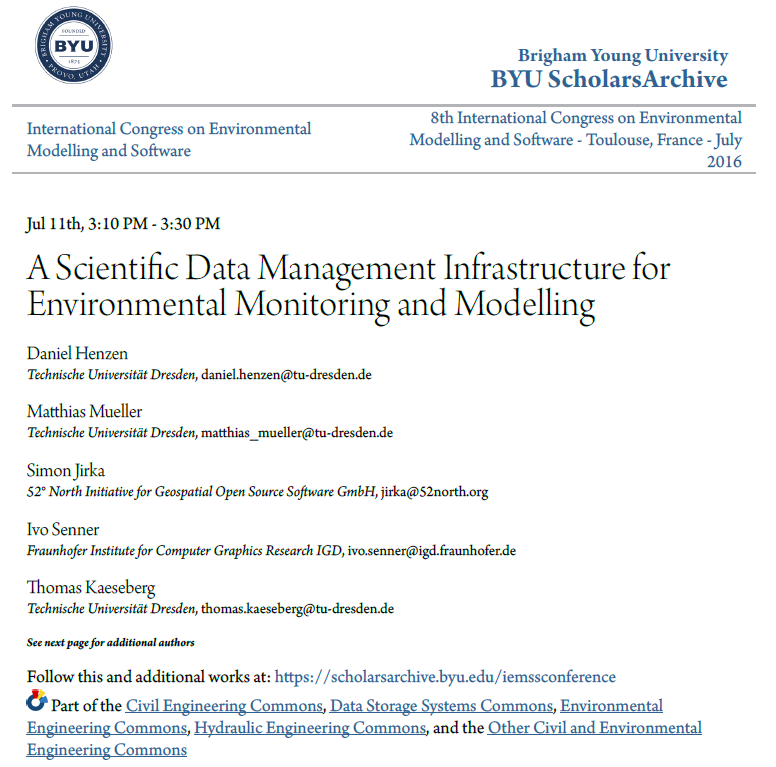 BRIGHAM YOUNG UNIVERSITY
FOUNDED
BYU
1875
PROVO, UTAH
Brigham Young University
BYU ScholarsArchive
International Congress on Environmental
Modelling and Software
8th International Congress on Environmental
Modelling and Software - Toulouse, France - July
2016
Jul 11th, 3:10 PM - 3:30 PM
A Scientific Data Management Infrastructure for
Environmental Monitoring and Modelling
Daniel Henzen
Technische Universität Dresden, daniel.henzen@tu-dresden.de
Matthias Mueller
Technische Universität Dresden, matthias_mueller@tu-dresden.de
Simon Jirka
52° North Initiative for Geospatial Open Source Software GmbH, jirka@52north.org
Ivo Senner
Fraunhofer Institute for Computer Graphics Research IGD, ivo.senner@igd.fraunhofer.de
Thomas Kaeseberg
Technische Universität Dresden, thomas.kaeseberg@tu-dresden.de
See next page for additional authors
Follow this and additional works at: https://scholarsarchive.byu.edu/iemssconference
Part of the Civil Engineering Commons, Data Storage Systems Commons, Environmental
Engineering Commons, Hydraulic Engineering Commons, and the Other Civil and Environmental
Engineering Commons